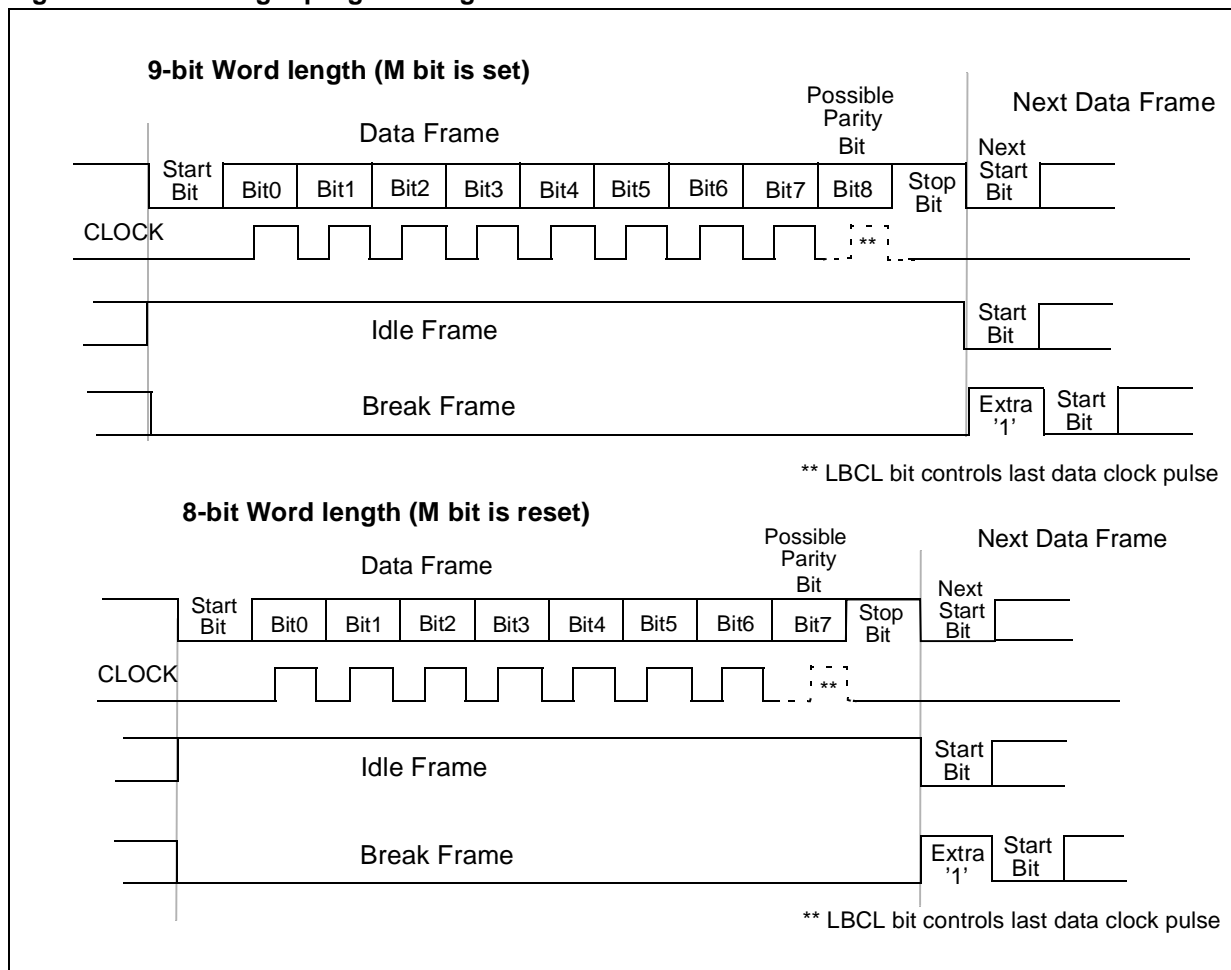 9-bit Word length (M bit is set)
Possible
Parity
Bit
Next Data Frame
Data Frame
Start
Bit
Bit0
Bit1
Bit2
Bit3
Bit4
Bit5
Bit6
Bit7
Bit8
Stop
Bit
Next
Start
Bit
CLOCK
**
Idle Frame
Start
Bit
Break Frame
Extra
'1'
Start
Bit
** LBCL bit controls last data clock pulse
8-bit Word length (M bit is reset)
Possible
Parity
Bit
Next Data Frame
Data Frame
Start
Bit
Bit0
Bit1
Bit2
Bit3
Bit4
Bit5
Bit6
Bit7
Stop
Bit
Next
Start
Bit
CLOCK
**
Idle Frame
Start
Bit
Break Frame
Extra
'1'
Start
Bit
** LBCL bit controls last data clock pulse